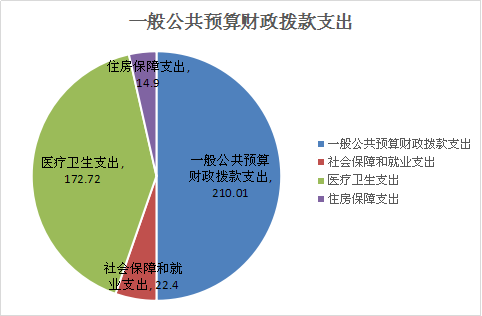 一般公共预算财政拨款支出
住房保障支出,
14.9
医疗卫生支出,
172.72
一般公共预算
财政拨款支出,
210.01
社会保障和就
业支出, 22.4
一般公共预算财政拨款支出
社会保障和就业支出
医疗卫生支出
住房保障支出